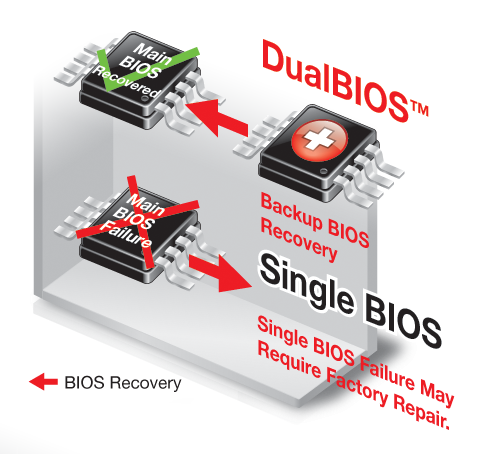 Main
BIOS
Recovered
DualBIOS™
Backup BIOS
Recovery
Main
BIOS
Failure
Single BIOS
Single BIOS Failure May
Require Factory Repair.
BIOS Recovery